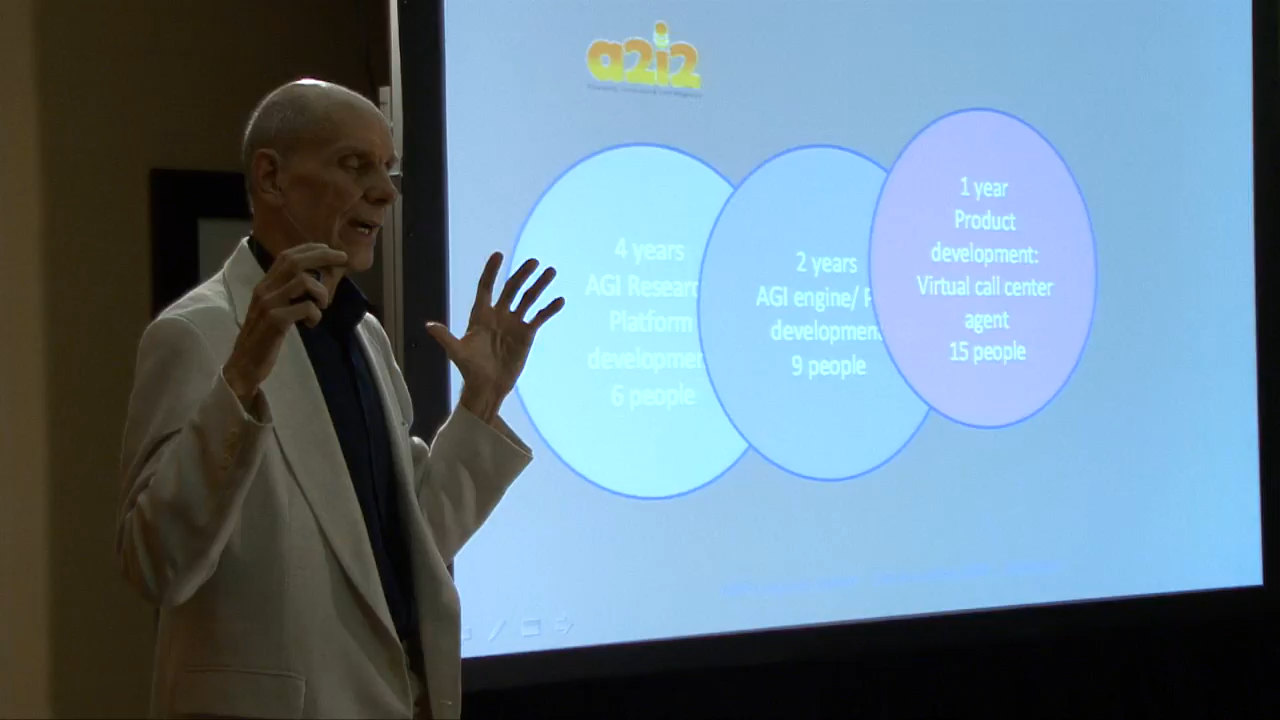 a2i2
4 years
AGI Researc
Platform
developmen
6 people
2 years
AGI engine/
development
9 people
1 year
Product
development:
Virtual call center
agent
15 people